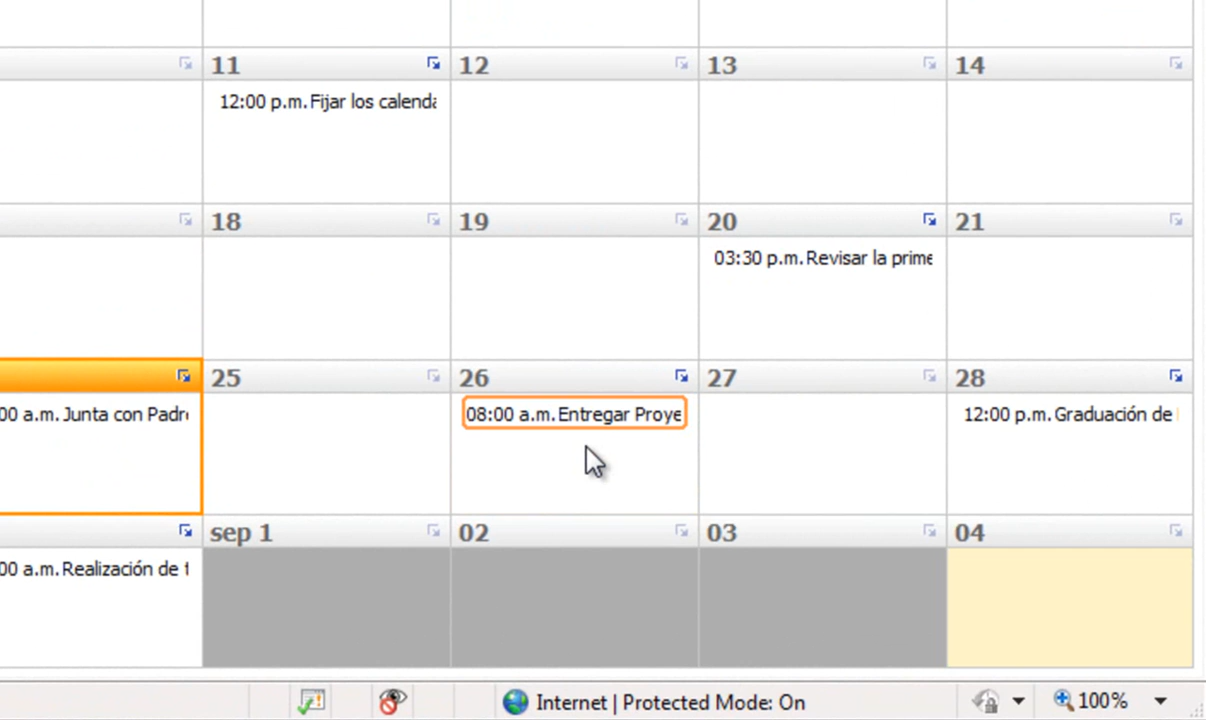 11 12 13 14
12:00 p.m. Fijar los calenda
18 19 20 21
03:30 p.m. Revisar la prime
25 26 27 28
00 a.m. Junta con Padr
08:00 a.m. Entregar Proye
12:00 p.m. Graduación de
sep 1 02 03 04
00 a.m. Realización de t
Internet | Protected Mode: On
100%